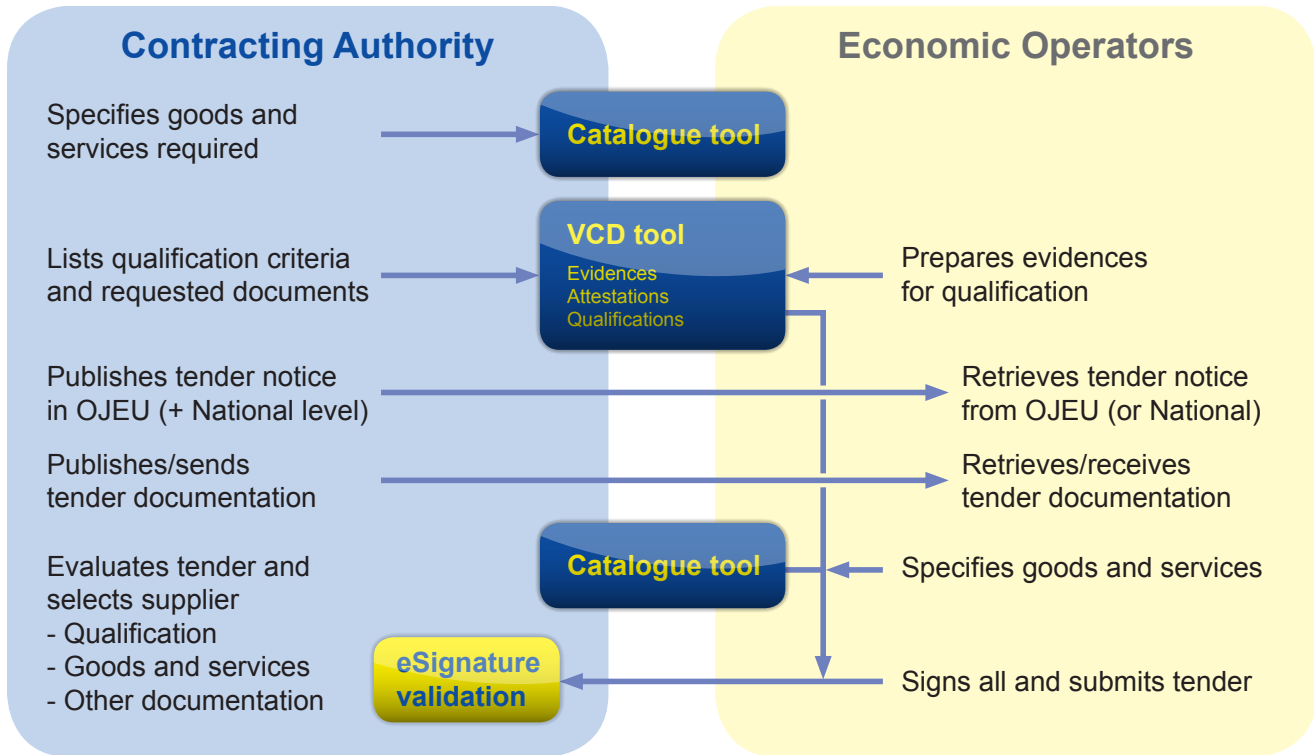 Contracting Authority
Economic Operators
Specifies goods and
services required
Catalogue tool
Lists qualification criteria
and requested documents
VCD tool
Evidences
Attestations
Qualifications
Prepares evidences
for qualification
Publishes tender notice
in OJEU (+ National level)
Retrieves tender notice
from OJEU (or National)
Publishes/sends
tender documentation
Retrieves/receives
tender documentation
Evaluates tender and
selects supplier
- Qualification
- Goods and services
- Other documentation
Catalogue tool
Specifies goods and services
eSignature
validation
Signs all and submits tender